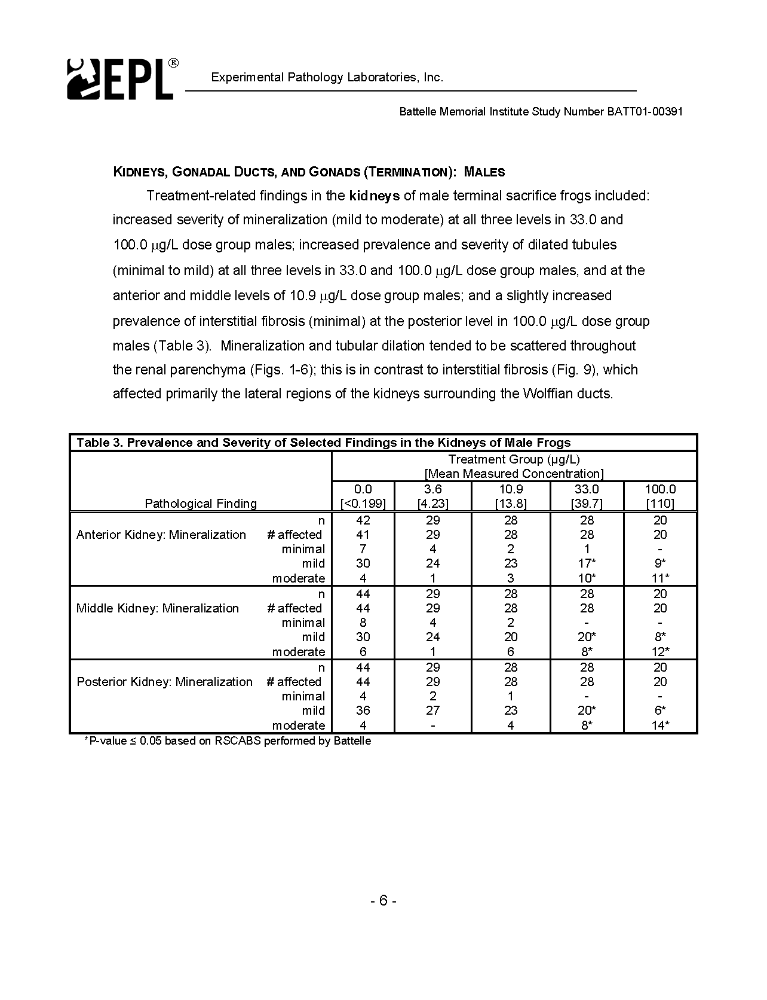 EPL®
Experimental Pathology Laboratories, Inc.
Battelle Memorial Institute Study Number BATT01-00391
KIDNEYS, GONADAL DUCTS, AND GONADS (TERMINATION): MALES
Treatment-related findings in the kidneys of male terminal sacrifice frogs included:
increased severity of mineralization (mild to moderate) at all three levels in 33.0 and
100.0 µg/L dose group males; increased prevalence and severity of dilated tubules
(minimal to mild) at all three levels in 33.0 and 100.0 µg/L dose group males, and at the
anterior and middle levels of 10.9 µg/L dose group males; and a slightly increased
prevalence of interstitial fibrosis (minimal) at the posterior level in 100.0 µg/L dose group
males (Table 3). Mineralization and tubular dilation tended to be scattered throughout
the renal parenchyma (Figs. 1-6); this is in contrast to interstitial fibrosis (Fig. 9), which
affected primarily the lateral regions of the kidneys surrounding the Wolffian ducts.
Table 3. Prevalence and Severity of Selected Findings in the Kidneys of Male Frogs
Treatment Group (µg/L)
[Mean Measured Concentration]
0.0 3.6 10.9 33.0 100.0
Pathological Finding [<0.199] [4.23] [13.8] [39.7] [110]
n 42 29 28 28 20
Anterior Kidney: Mineralization # affected 41 29 28 28 20
minimal 7 4 2 1 -
mild 30 24 23 17* 9*
moderate 4 1 3 10* 11*
n 44 29 28 28 20
Middle Kidney: Mineralization # affected 44 29 28 28 20
minimal 8 4 2 - -
mild 30 24 20 20* 8*
moderate 6 1 6 8* 12*
n 44 29 28 28 20
Posterior Kidney: Mineralization # affected 44 29 28 28 20
minimal 4 2 1 - -
mild 36 27 23 20* 6*
moderate 4 - 4 8* 14*
*P-value ≤ 0.05 based on RSCABS performed by Battelle
- 6 -